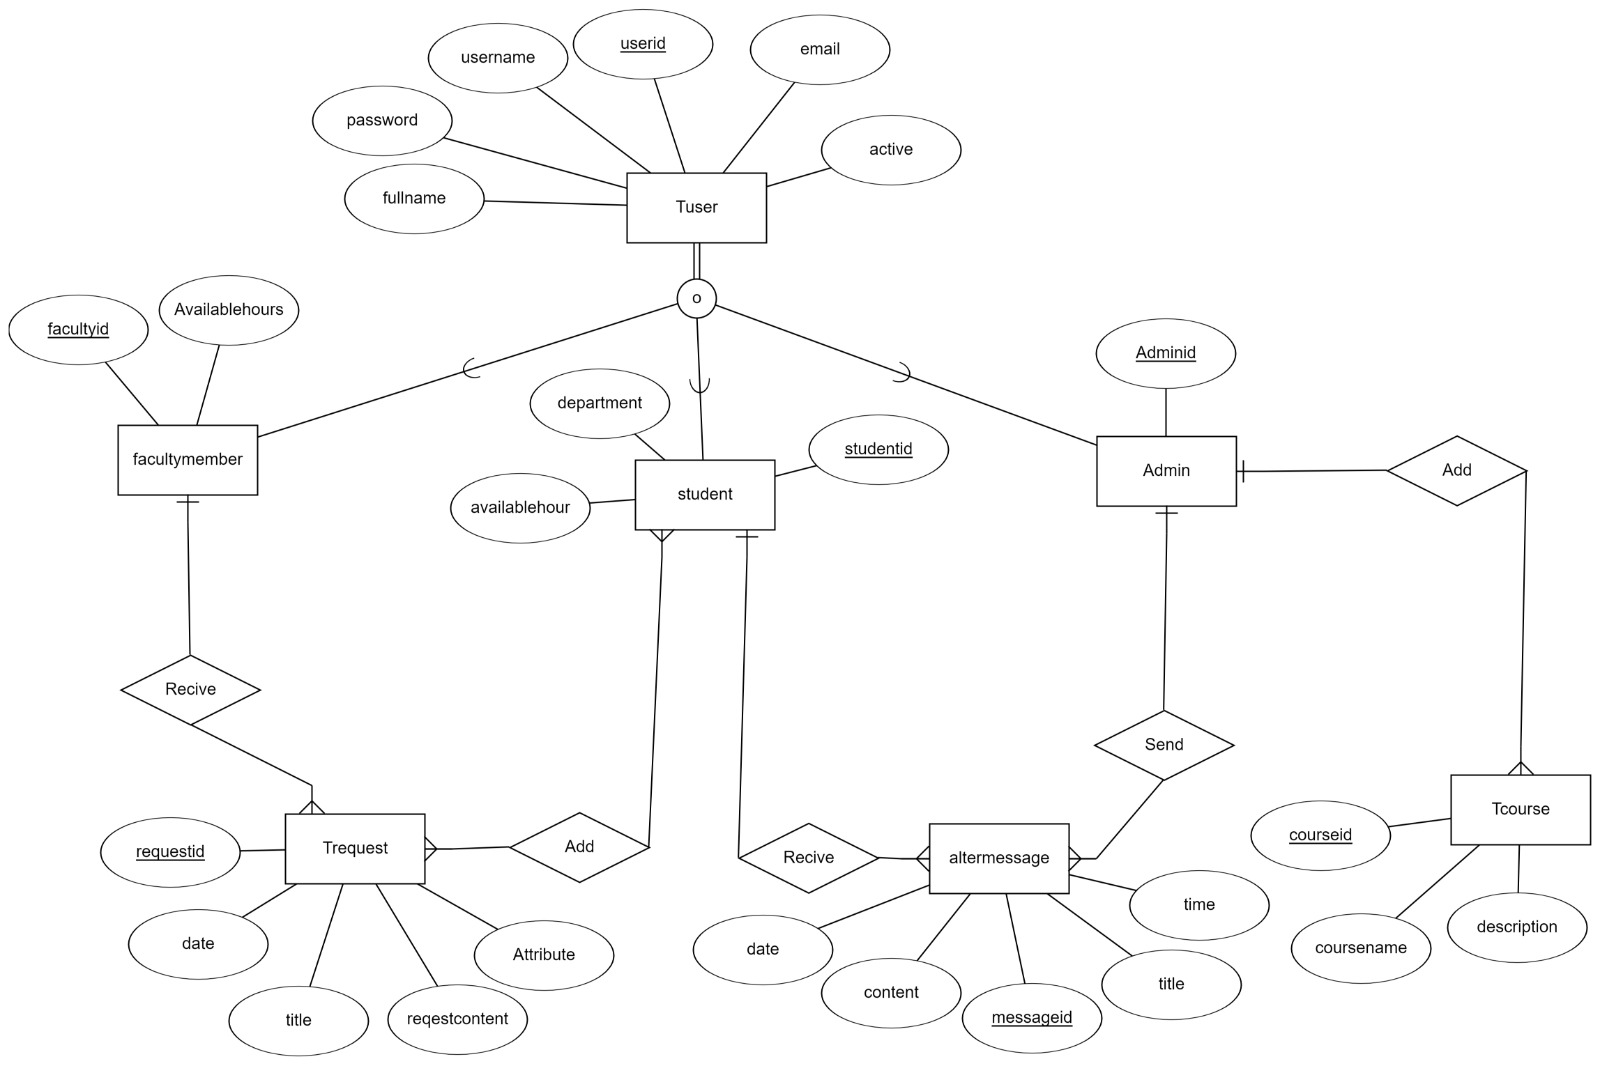 userid
email
username
password
active
fullname
Tuser
o
Availablehours
facultyid
Adminid
department
studentid
facultymember
Admin
Add
student
availablehour
Recive
Send
Tcourse
courseid
Trequest
Add
Recive
altermessage
requestid
time
date
title
reqestcontent
Attribute
date
content
messageid
title
coursename
description